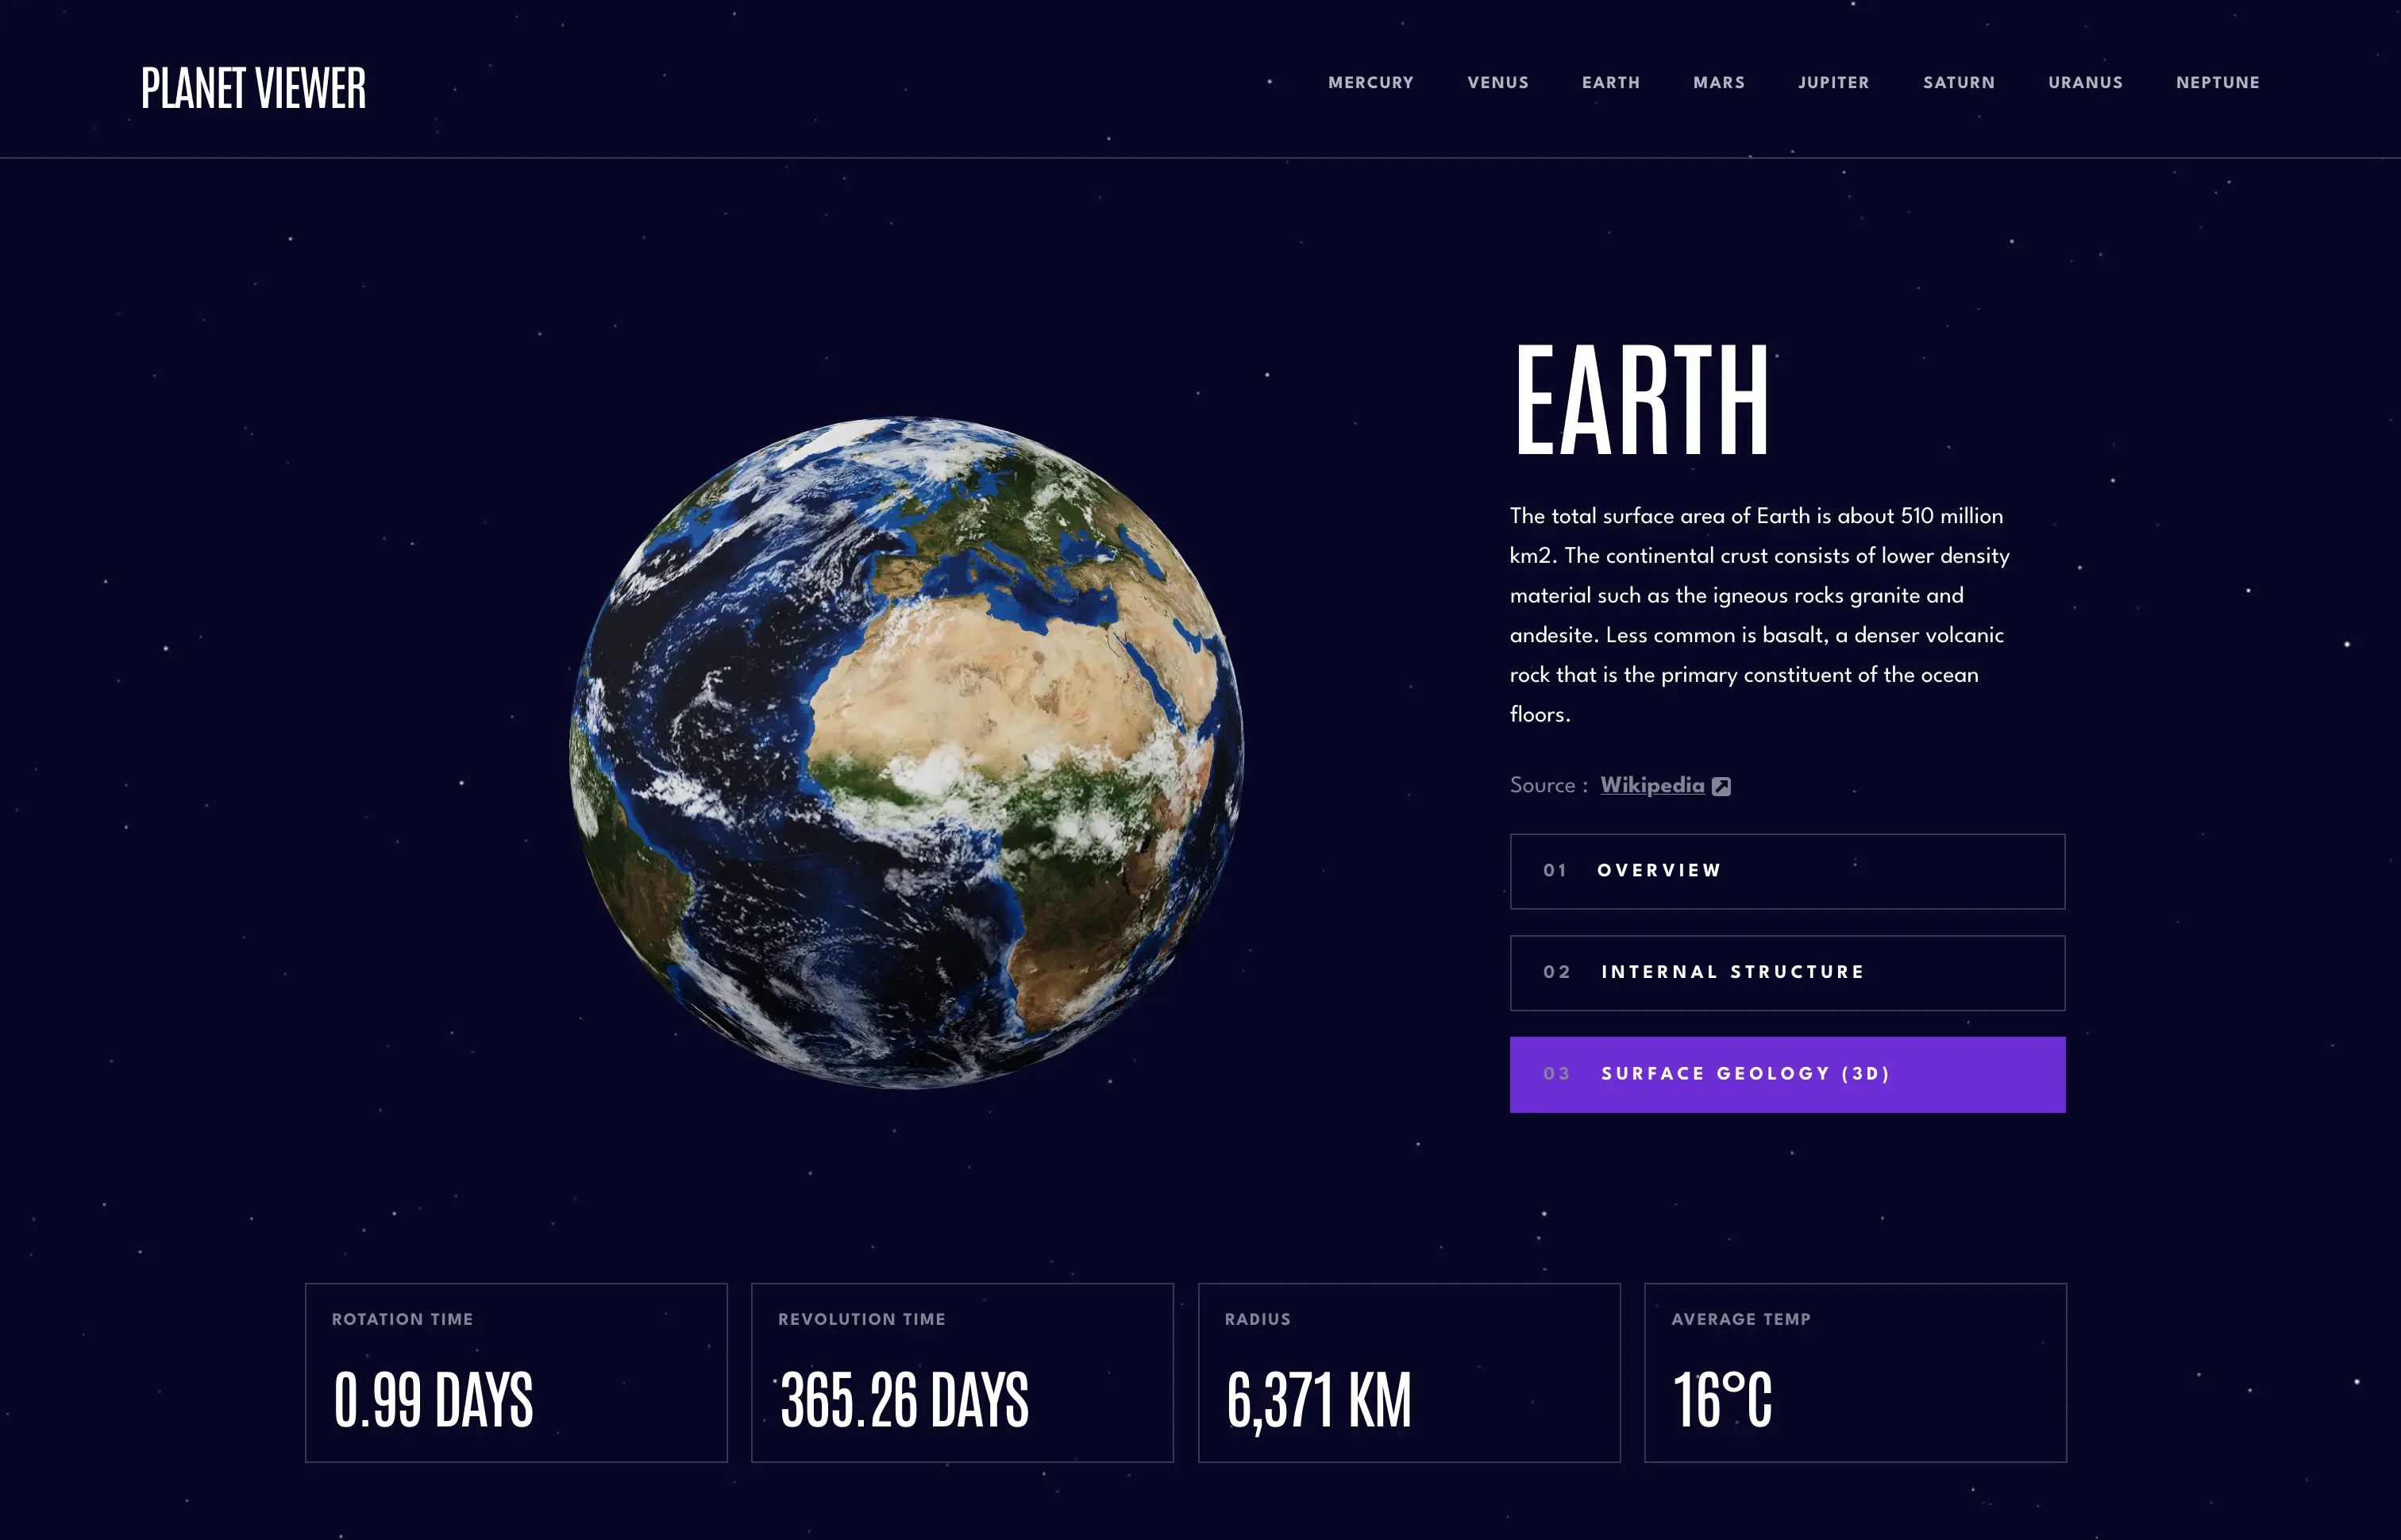 PLANET VIEWER
MERCURY VENUS EARTH MARS JUPITER SATURN URANUS NEPTUNE
EARTH
The total surface area of Earth is about 510 million
km2. The continental crust consists of lower density
material such as the igneous rocks granite and
andesite. Less common is basalt, a denser volcanic
rock that is the primary constituent of the ocean
floors.
Source : Wikipedia
01 OVERVIEW
02 INTERNAL STRUCTURE
03 SURFACE GEOLOGY (3D)
ROTATION TIME
0.99 DAYS
REVOLUTION TIME
365.26 DAYS
RADIUS
6,371 KM
AVERAGE TEMP
16°C